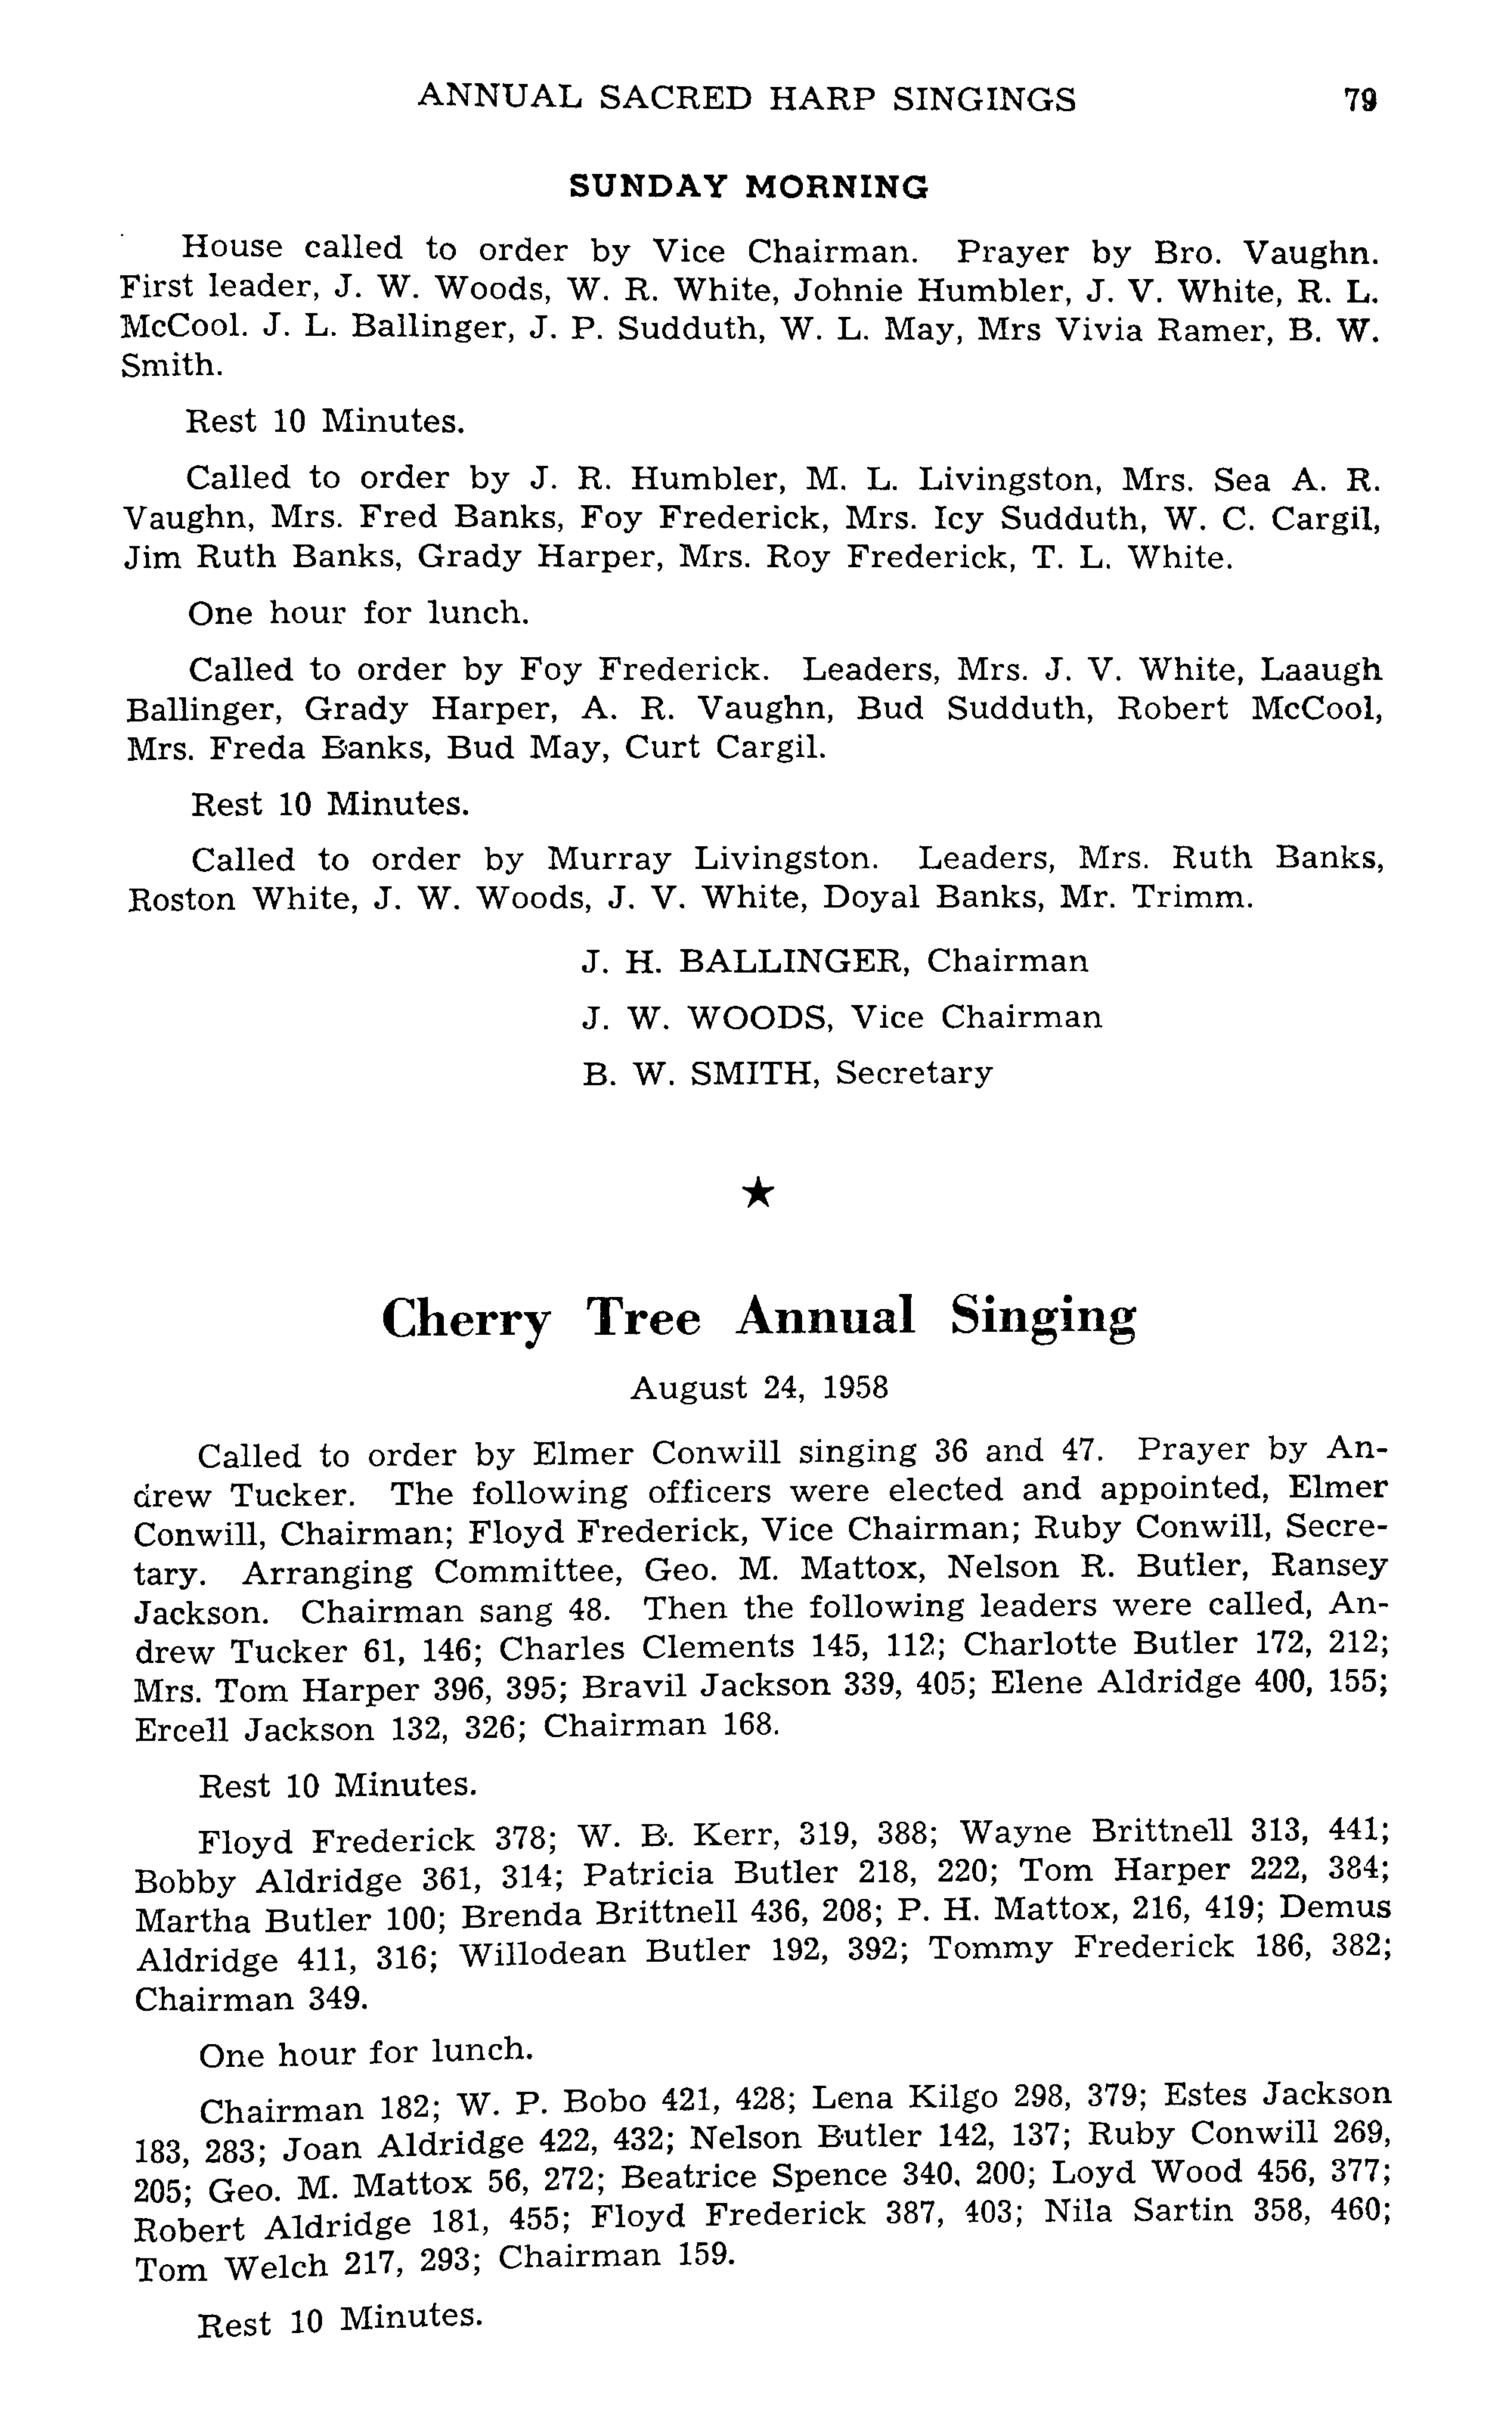 ANNUAL SACRED HARP SINGINGS 79
SUNDAY MORNING
House called to order by Vice Chairman. Prayer by Bro. Vaughn.
First leader, J. W. Woods, W. R. White, Johnie Humbler, J. V. White, R. L.
McCool. J. L. Ballinger, J. P. Sudduth, W. L. May, Mrs Vivia Ramer, B. W.
Smith.
Rest 10 Minutes.
Called to order by J. R. Humbler, M. L. Livingston, Mrs. Sea A. R.
Vaughn, Mrs. Fred Banks, Foy Frederick, Mrs. Icy Sudduth, W. C. Cargil,
Jim Ruth Banks, Grady Harper, Mrs. Roy Frederick, T. L. White.
One hour for lunch.
Called to order by Foy Frederick. Leaders, Mrs. J. V. White, Laaugh
Ballinger, Grady Harper, A. R. Vaughn, Bud Sudduth, Robert McCool,
Mrs. Freda Banks, Bud May, Curt Cargil.
Rest 10 Minutes.
Called to order by Murray Livingston. Leaders, Mrs. Ruth Banks,
Roston White, J. W. Woods, J. V. White, Doyal Banks, Mr. Trimm.
J. H. BALLINGER, Chairman
J. W. WOODS, Vice Chairman
B. W. SMITH, Secretary
★
Cherry Tree Annual Singing
August 24, 1958
Called to order by Elmer Conwill singing 36 and 47. Prayer by An-
drew Tucker. The following officers were elected and appointed, Elmer
Conwill, Chairman; Floyd Frederick, Vice Chairman; Ruby Conwill, Secre-
tary. Arranging Committee, Geo. M. Mattox, Nelson R. Butler, Ransey
Jackson. Chairman sang 48. Then the following leaders were called, An-
drew Tucker 61, 146; Charles Clements 145, 112; Charlotte Butler 172, 212;
Mrs. Tom Harper 396, 395; Bravil Jackson 339, 405; Elene Aldridge 400, 155;
Ercell Jackson 132, 326; Chairman 168.
Rest 10 Minutes.
Floyd Frederick 378; W. B. Kerr, 319, 388; Wayne Brittnell 313, 441;
Bobby Aldridge 361, 314; Patricia Butler 218, 220; Tom Harper 222, 384;
Martha Butler 100; Brenda Brittnell 436, 208; P. H. Mattox, 216, 419; Demus
Aldridge 411, 316; Willodean Butler 192, 392; Tommy Frederick 186, 382;
Chairman 349.
One hour for lunch.
Chairman 182; W. P. Bobo 421, 428; Lena Kilgo 298, 379; Estes Jackson
183, 283; Joan Aldridge 422, 432; Nelson Butler 142, 137; Ruby Conwill 269,
205; Geo. M. Mattox 56, 272; Beatrice Spence 340, 200; Loyd Wood 456, 377;
Robert Aldridge 181, 455; Floyd Frederick 387, 403; Nila Sartin 358, 460;
Tom Welch 217, 293; Chairman 159.
Rest 10 Minutes.